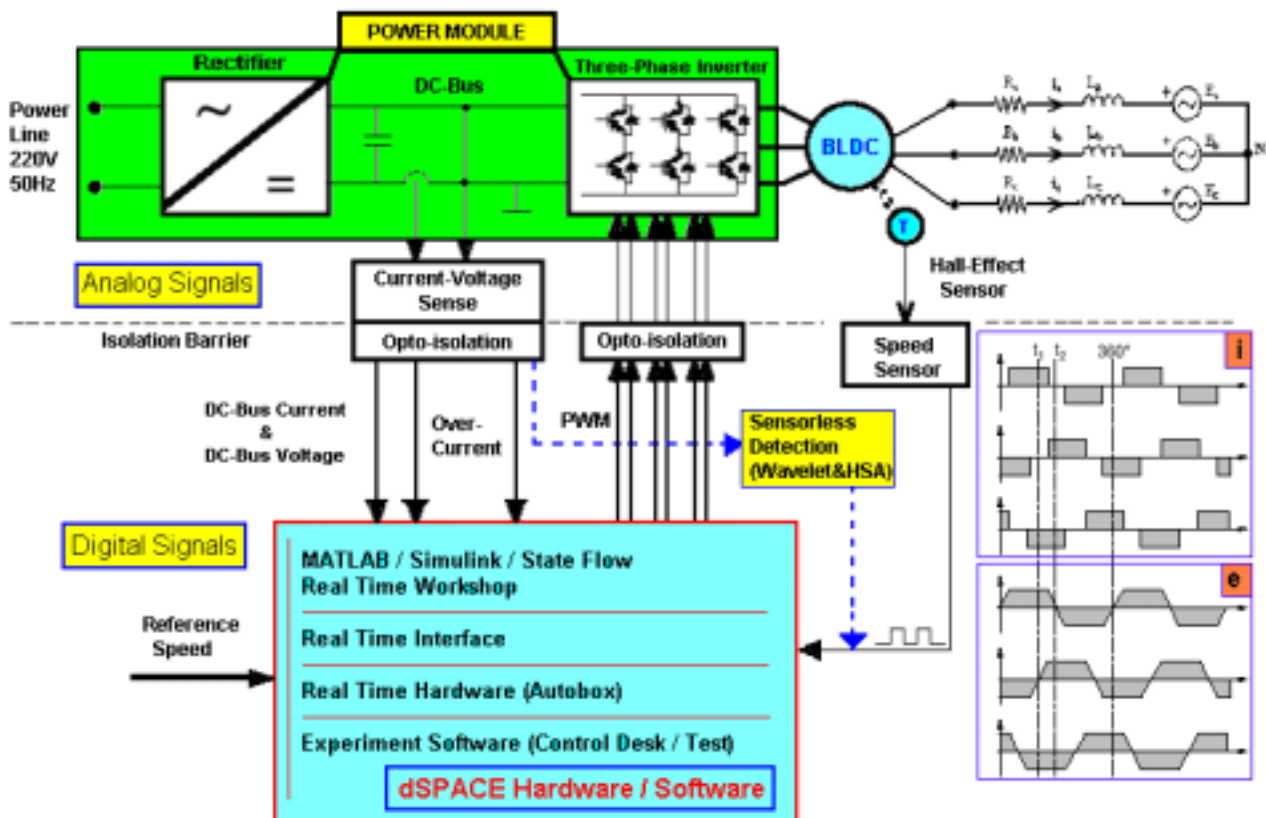 POWER MODULE
Rectifier
DC-Bus
Three-Phase Inverter
Power
Line
220V
50Hz
~
=
BLDC
T
Analog Signals
Current-Voltage
Sense
Hall-Effect
Sensor
Isolation Barrier
Opto-isolation
Opto-isolation
Speed
Sensor
DC-Bus Current
&
DC-Bus Voltage
Over-
Current
PWM
Sensorless
Detection
(Wavelet&HSA)
t1 t2 360°
i
Digital Signals
MATLAB / Simulink / State Flow
Real Time Workshop
Real Time Interface
Real Time Hardware (Autobox)
Experiment Software (Control Desk / Test)
dSPACE Hardware / Software
Reference
Speed
e